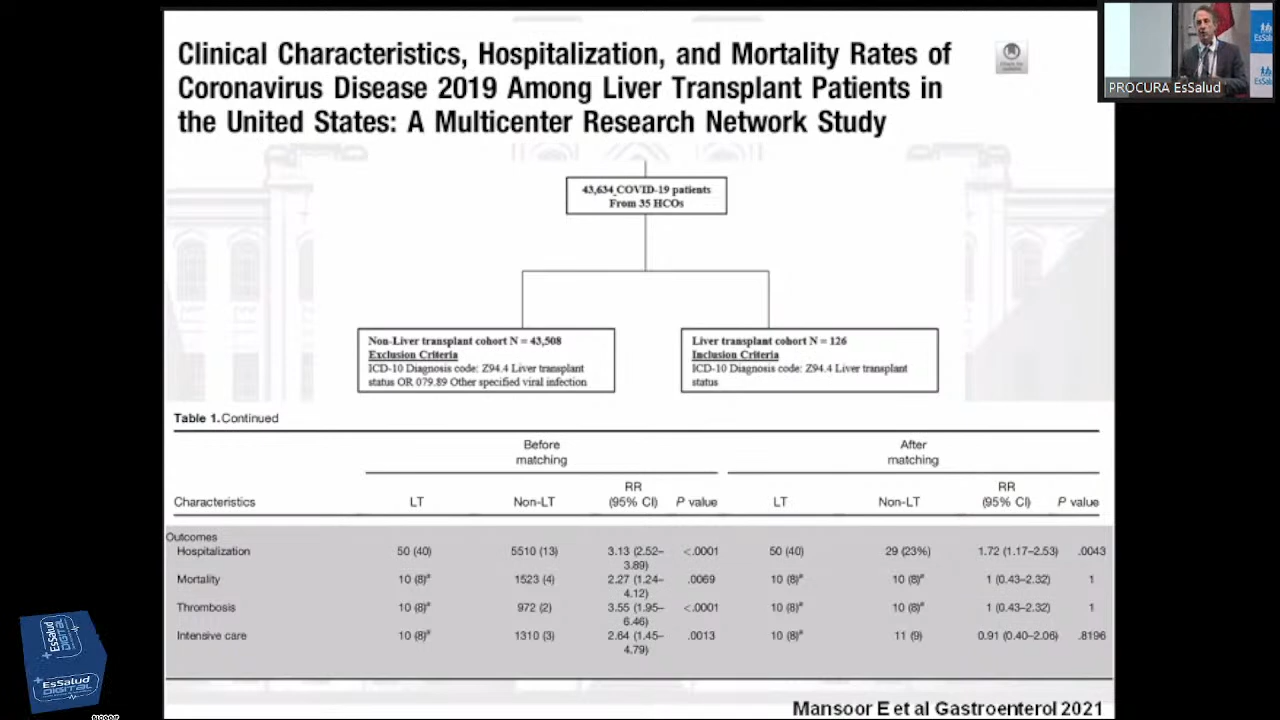 Clinical Characteristics, Hospitalization, and Mortality Rates of
Coronavirus Disease 2019 Among Liver Transplant Patients in
the United States: A Multicenter Research Network Study
PROCURA EsSalud
43,634 COVID-19 patients
From 35 HCOs
Non-Liver transplant cohort N = 43,508
Exclusion Criteria
ICD-10 Diagnosis code: Z94.4 Liver transplant
status OR 079.89 Other specified viral infection
Liver transplant cohort N = 126
Inclusion Criteria
ICD-10 Diagnosis code: Z94.4 Liver transplant
status
Table 1. Continued
Before
matching
After
matching
Characteristics LT Non-LT RR (95% CI) P value LT Non-LT RR (95% CI) P value
Outcomes
Hospitalization 50 (40) 5510 (13) 3.13 (2.52–3.89) <.0001 50 (40) 29 (23%) 1.72 (1.17–2.53) .0043
Mortality 10 (8)ª 1523 (4) 2.27 (1.24–4.12) .0069 10 (8)ª 10 (8)ª 1 (0.43–2.32) 1
Thrombosis 10 (8)ª 972 (2) 3.55 (1.95–6.46) <.0001 10 (8)ª 10 (8)ª 1 (0.43–2.32) 1
Intensive care 10 (8)ª 1310 (3) 2.64 (1.45–4.79) .0013 10 (8)ª 11 (9) 0.91 (0.40–2.06) .8196
Mansoor E et al Gastroenterol 2021
EsSalud
DIGITAL
+EsSalud
DIGITAL